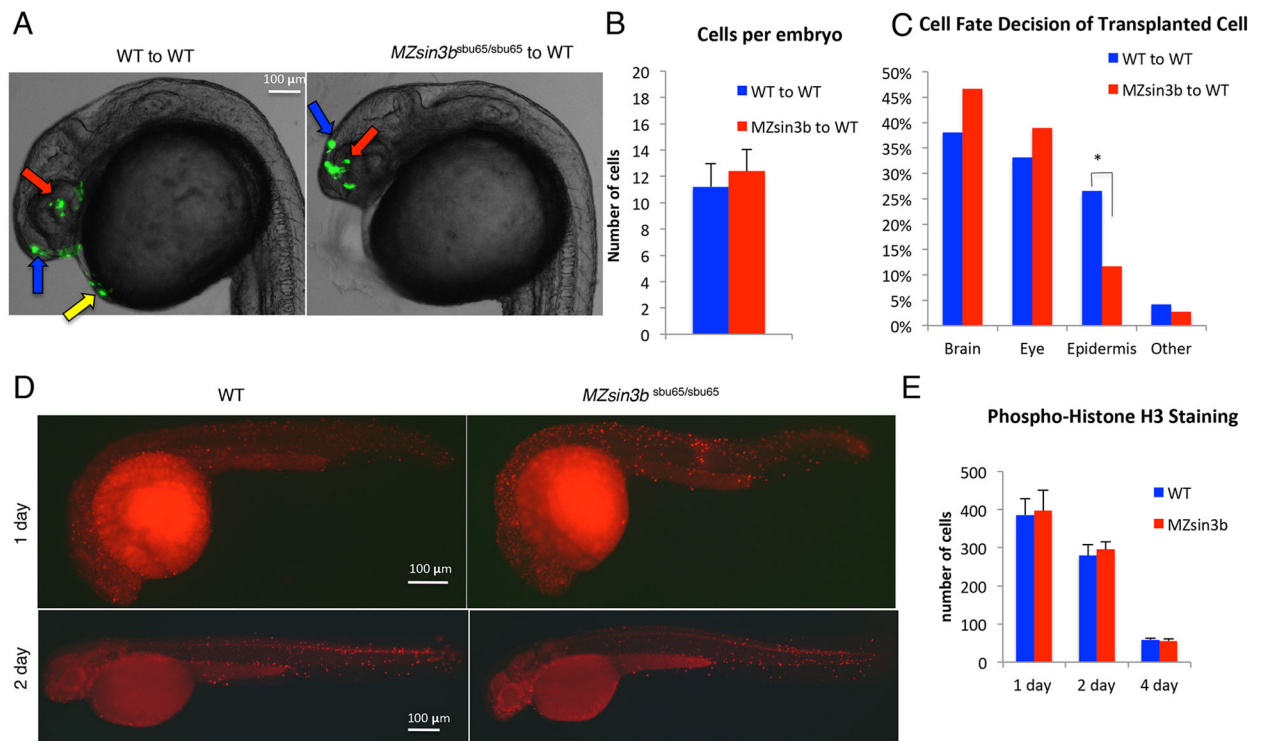 A
WT to WT
MZsin3b^sbu65/sbu65 to WT
100 µm
B
Cells per embryo
Number of cells
20
18
16
14
12
10
8
6
4
2
0
WT to WT
MZsin3b to WT
C
Cell Fate Decision of Transplanted Cell
50%
45%
40%
35%
30%
25%
20%
15%
10%
5%
0%
WT to WT
MZsin3b to WT
*
Brain Eye Epidermis Other
D
WT
MZsin3b sbu65/sbu65
1 day
100 µm
2 day
100 µm
E
Phospho-Histone H3 Staining
number of cells
500
400
300
200
100
0
WT
MZsin3b
1 day 2 day 4 day